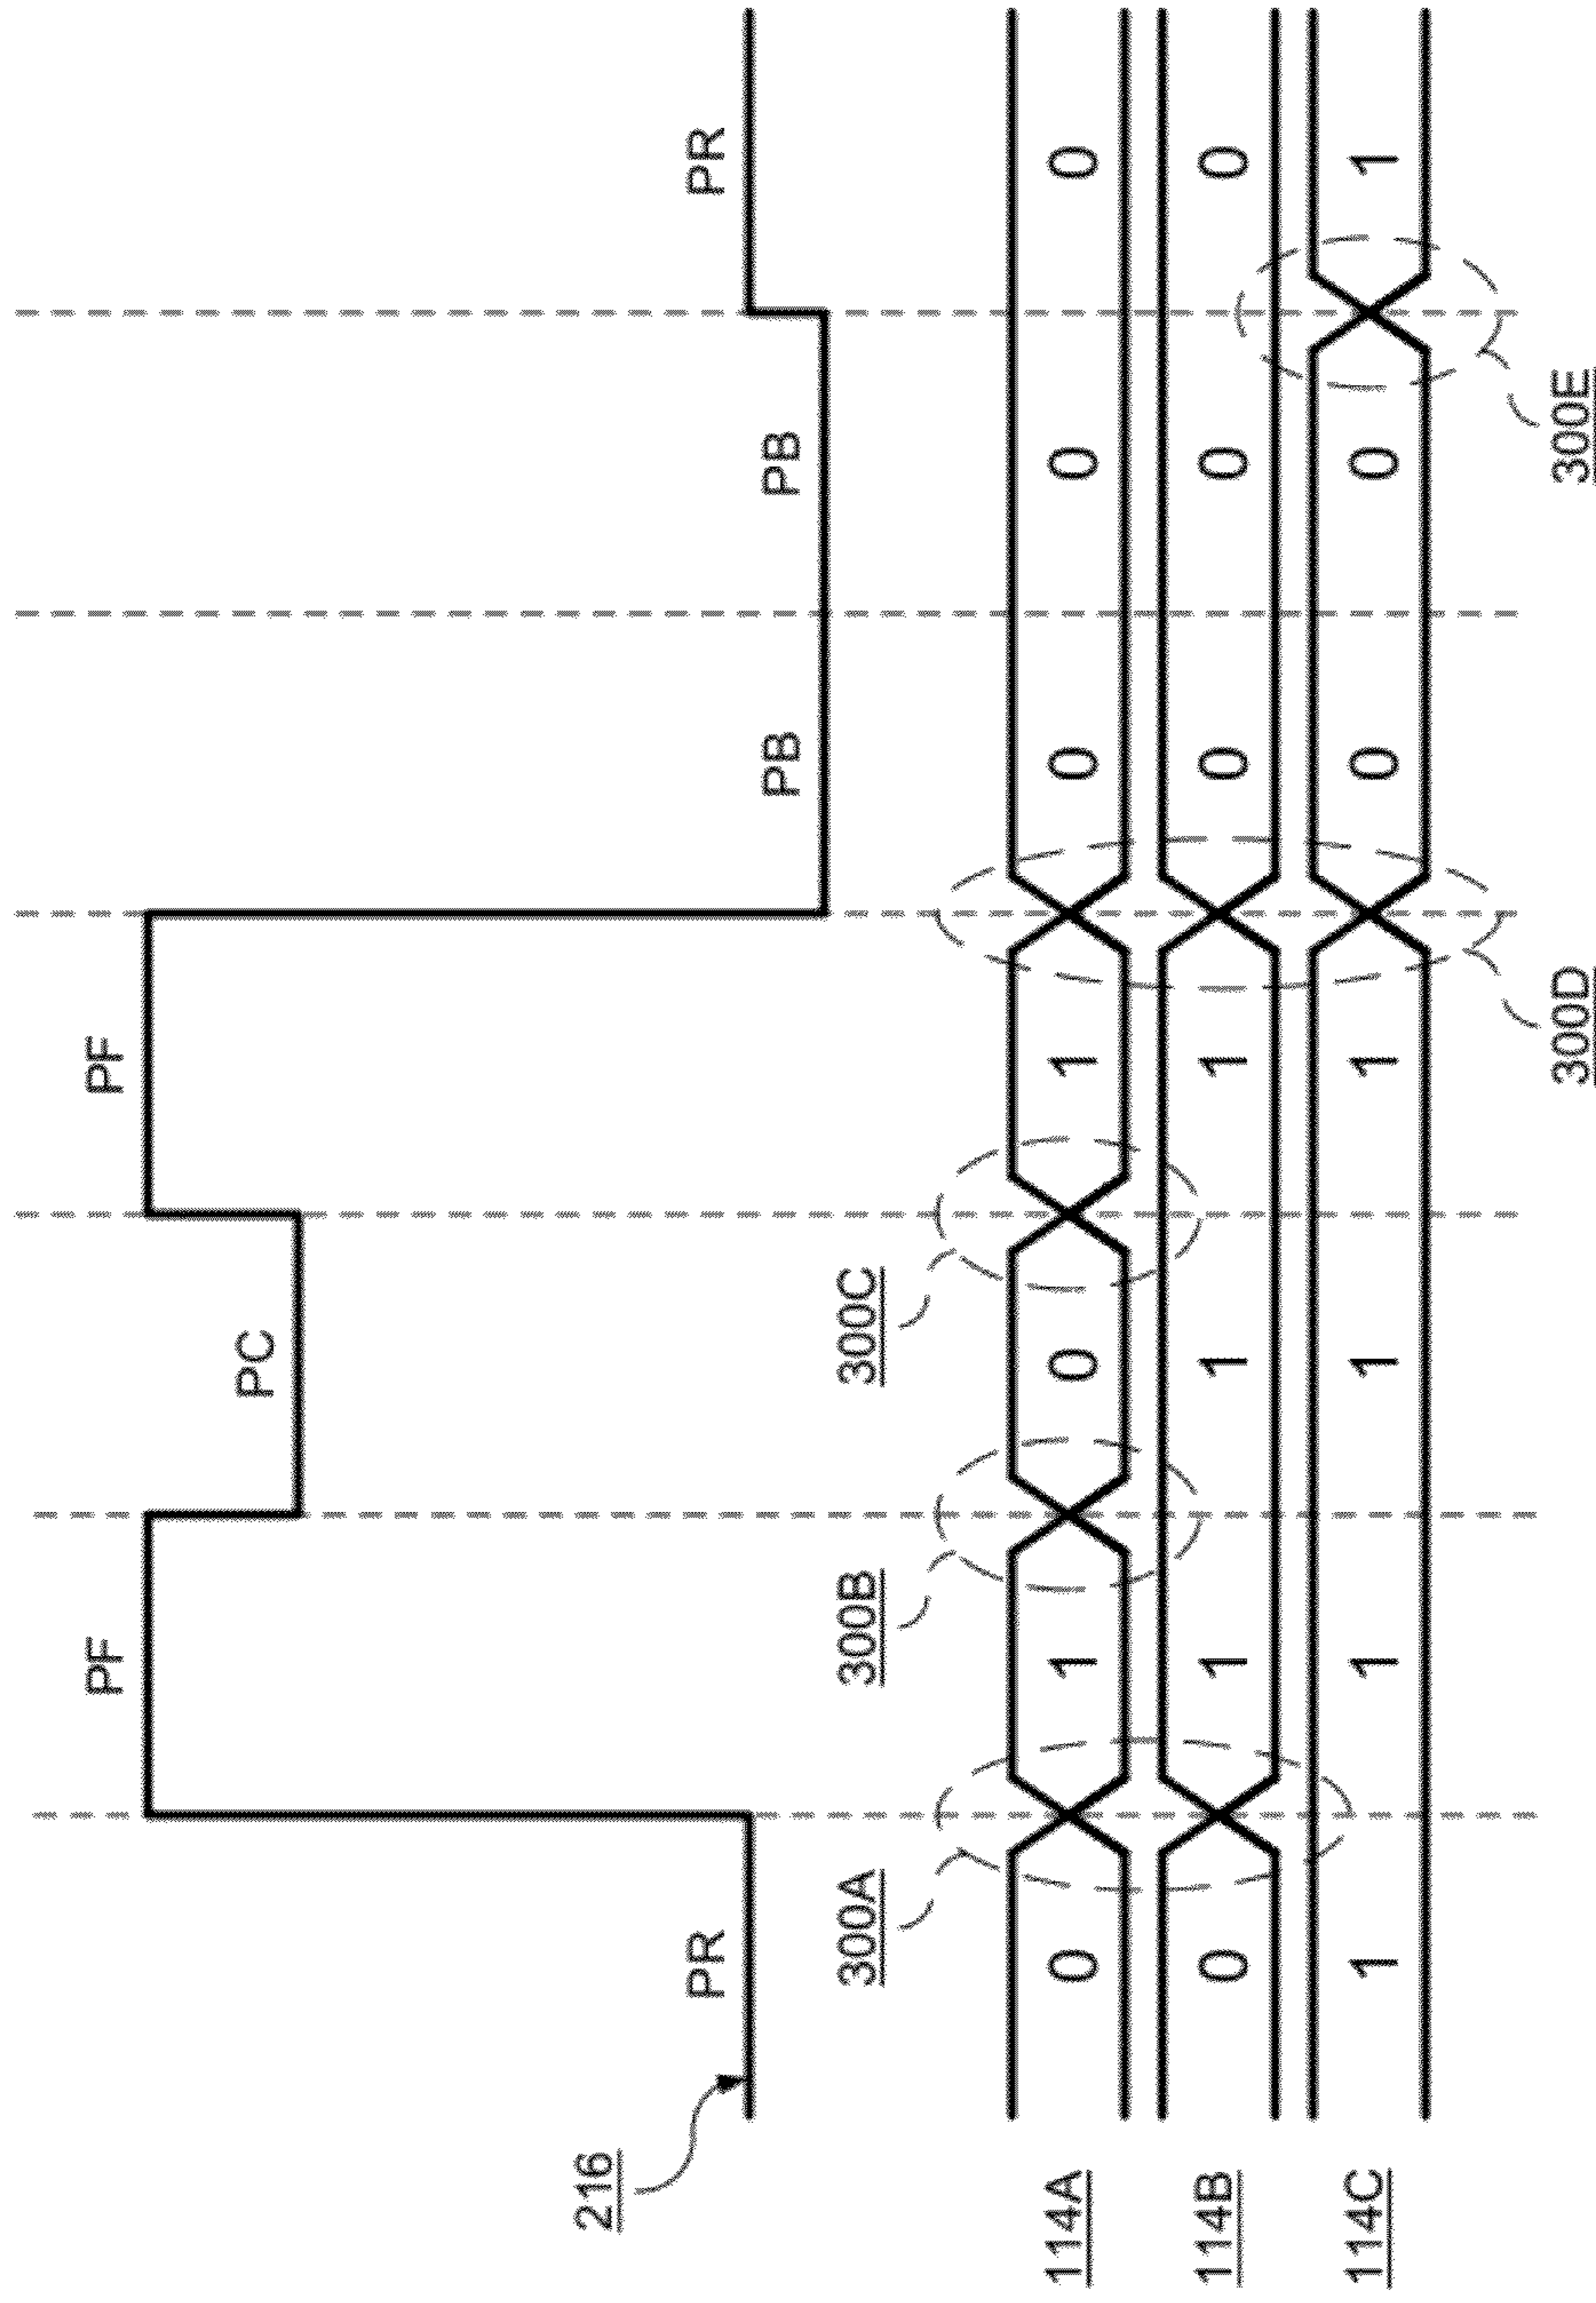 PF PF
PC
PR PR
PB PB
216
300A 300B 300C
114A 0 1 0 1 0 0 0
114B 0 1 1 1 0 0 0
114C 1 1 1 1 0 0 1
300D 300E